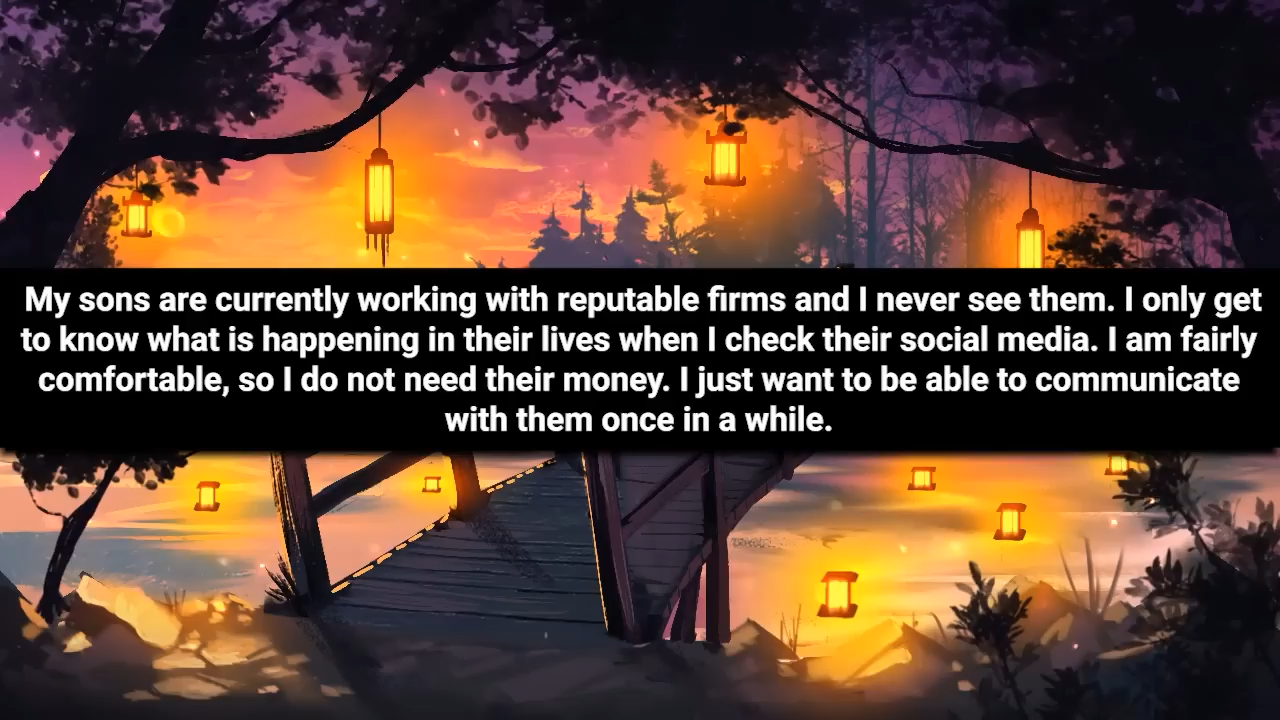 My sons are currently working with reputable firms and I never see them. I only get
to know what is happening in their lives when I check their social media. I am fairly
comfortable, so I do not need their money. I just want to be able to communicate
with them once in a while.